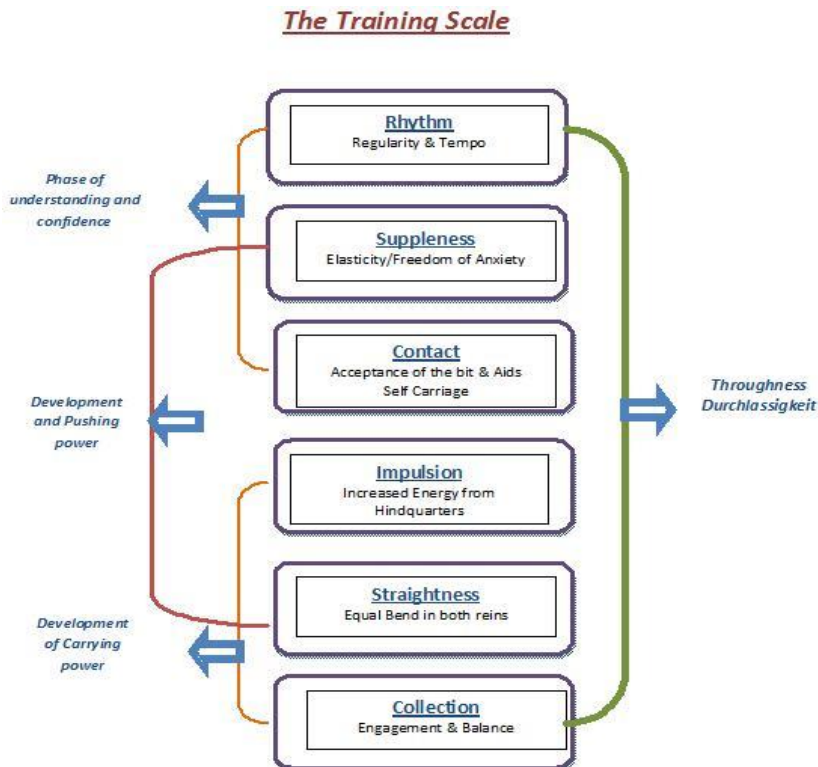 The Training Scale
Rhythm
Regularity & Tempo
Phase of
understanding and
confidence
Suppleness
Elasticity/Freedom of Anxiety
Contact
Acceptance of the bit & Aids
Self Carriage
Development
and Pushing
power
Throughness
Durchlassigkeit
Impulsion
Increased Energy from
Hindquarters
Straightness
Equal Bend in both reins
Development
of Carrying
power
Collection
Engagement & Balance